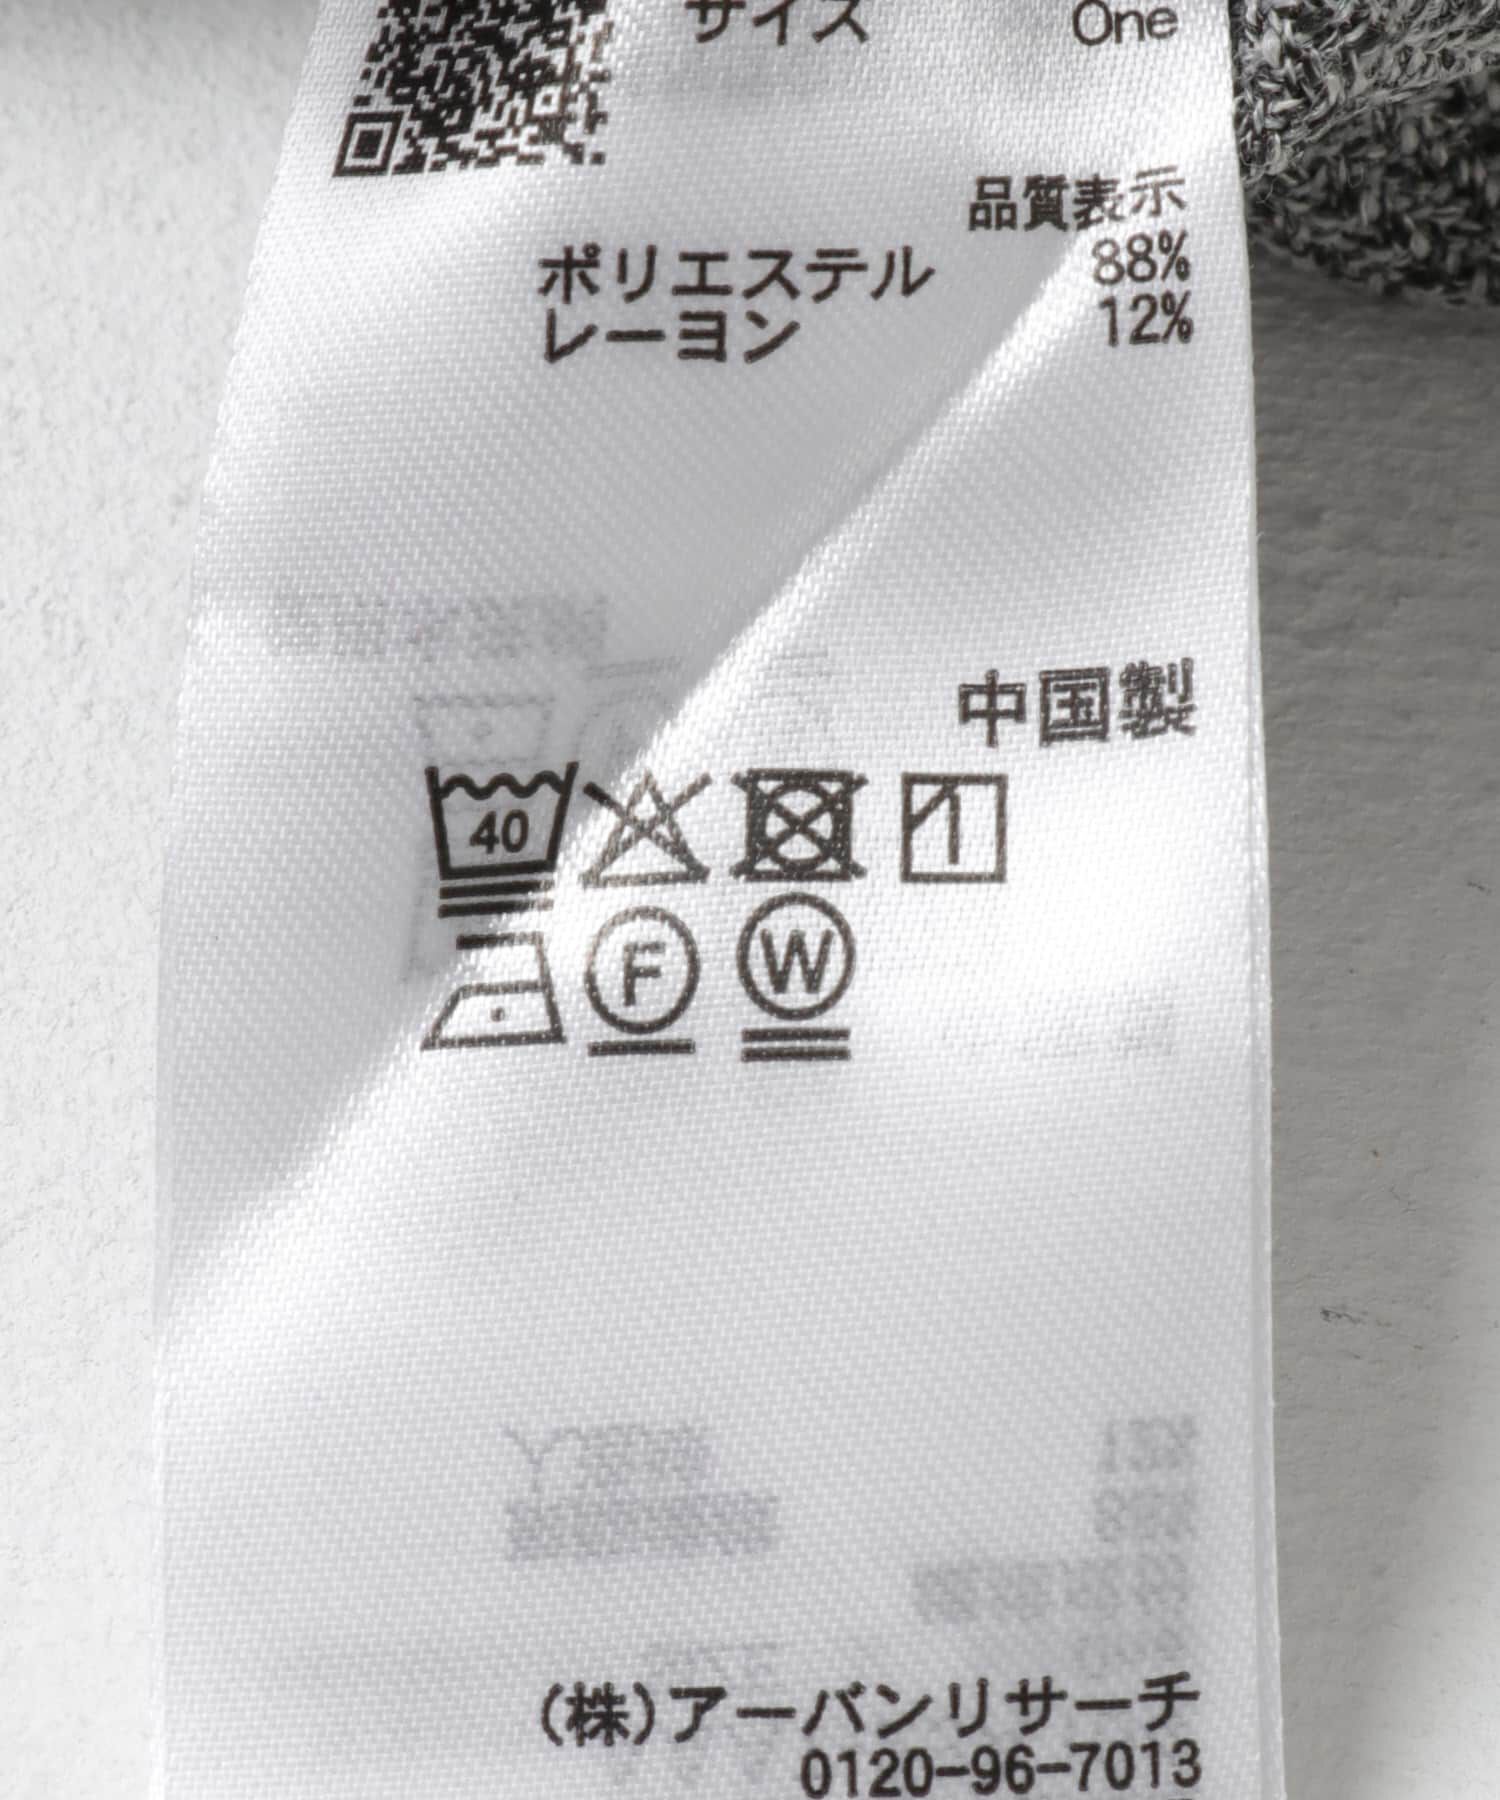 サイズ One
品質表示
ポリエステル 88%
レーヨン 12%
中国製
40
F W
(株)アーバンリサーチ
0120-96-7013